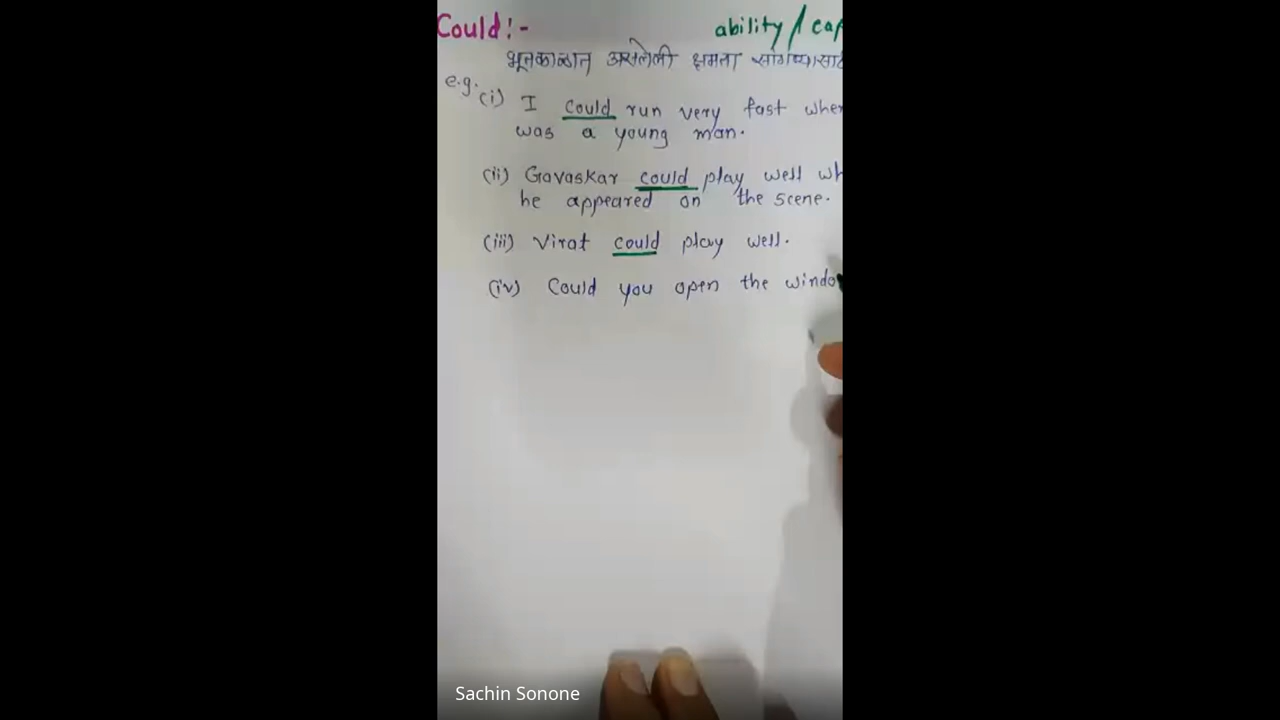 Could:- ability / cap
भूतकाळात असलेली क्षमता सांगण्यासाठ
e.g. (i) I could run very fast when
was a young man.
(ii) Gavaskar could play well wh
he appeared on the scene.
(iii) Virat could play well.
(iv) Could you open the windo
Sachin Sonone